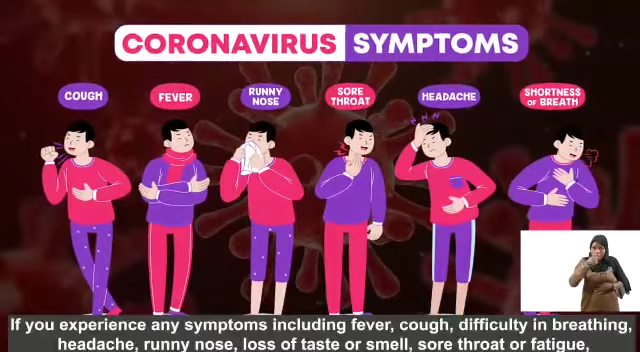 CORONAVIRUS SYMPTOMS
COUGH
FEVER
RUNNY
NOSE
SORE
THROAT
HEADACHE
SHORTNESS
OF BREATH
If you experience any symptoms including fever, cough, difficulty in breathing,
headache, runny nose, loss of taste or smell, sore throat or fatigue,